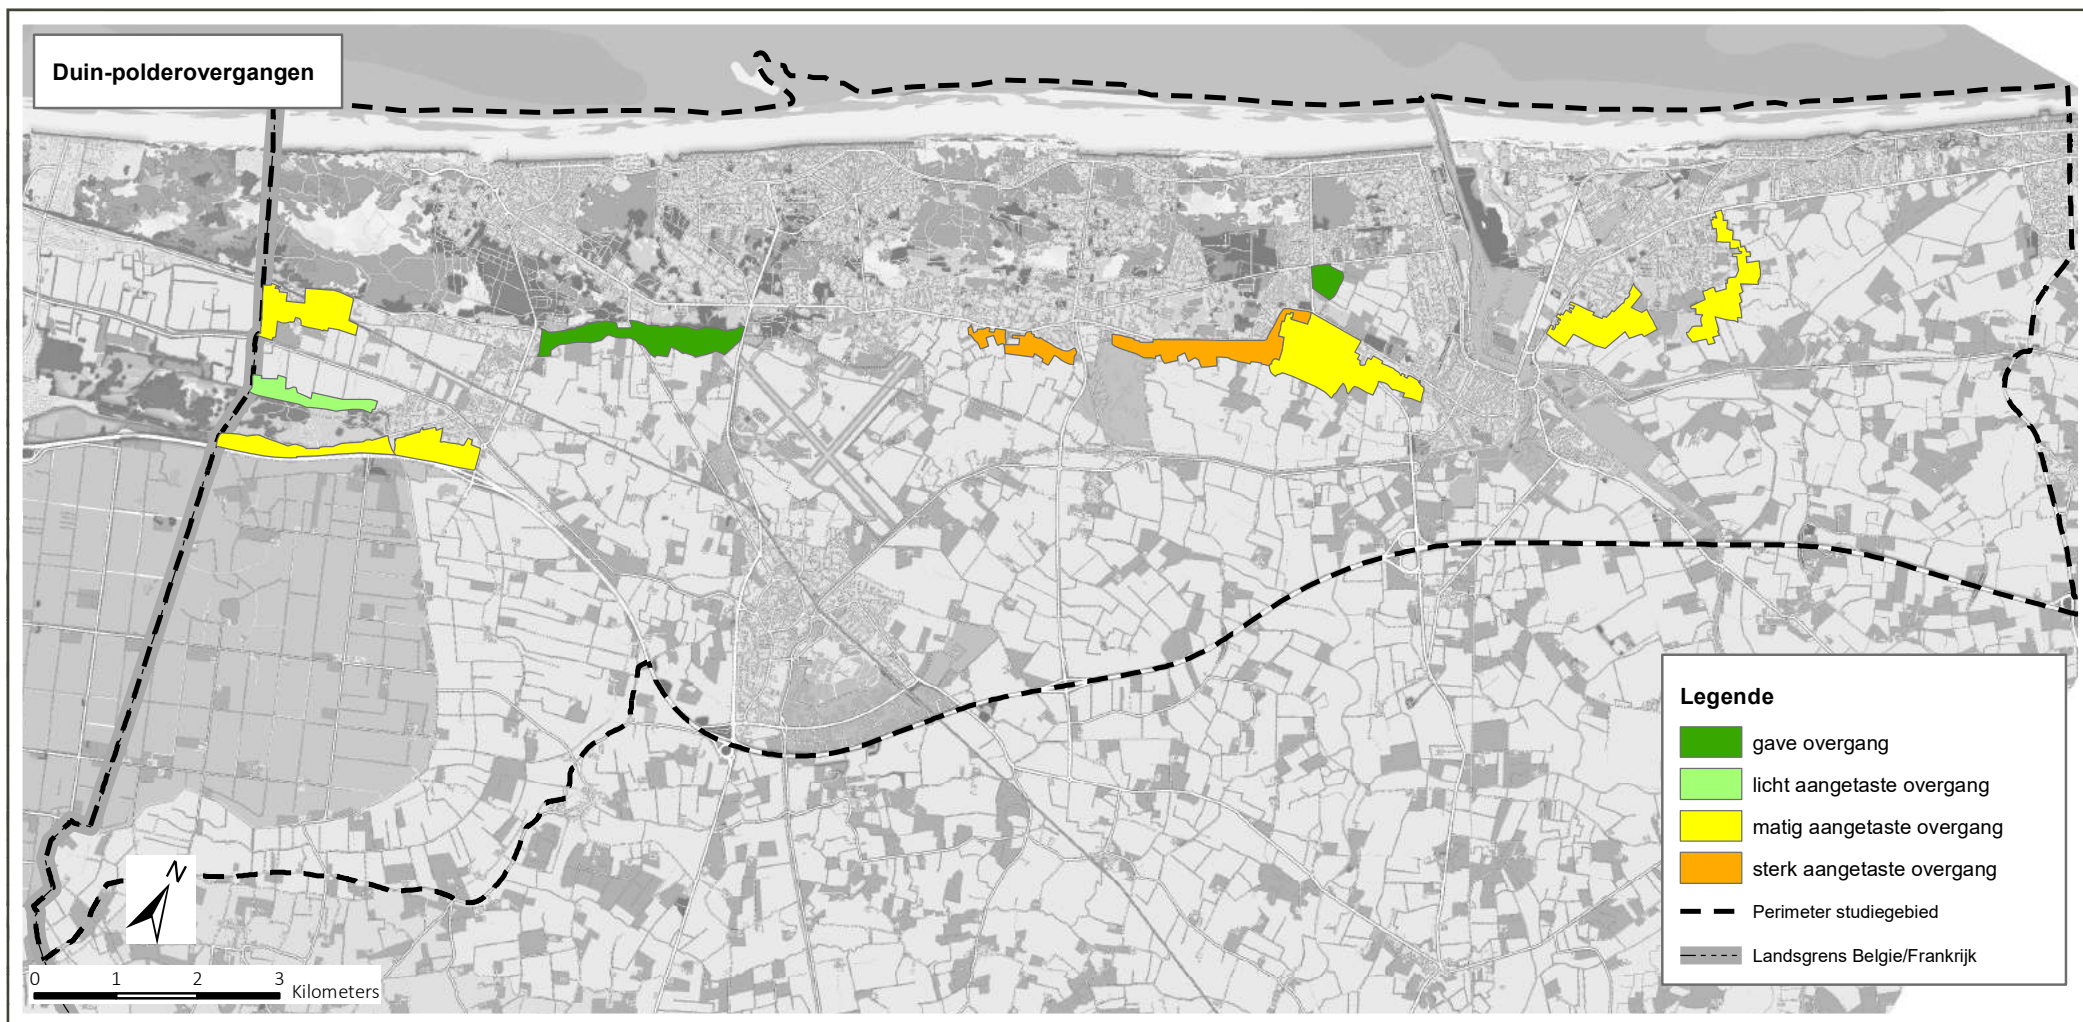 Duin-polderovergangen
Legende
gave overgang
licht aangetaste overgang
matig aangetaste overgang
sterk aangetaste overgang
Perimeter studiegebied
Landsgrens Belgie/Frankrijk
N
0 1 2 3
Kilometers